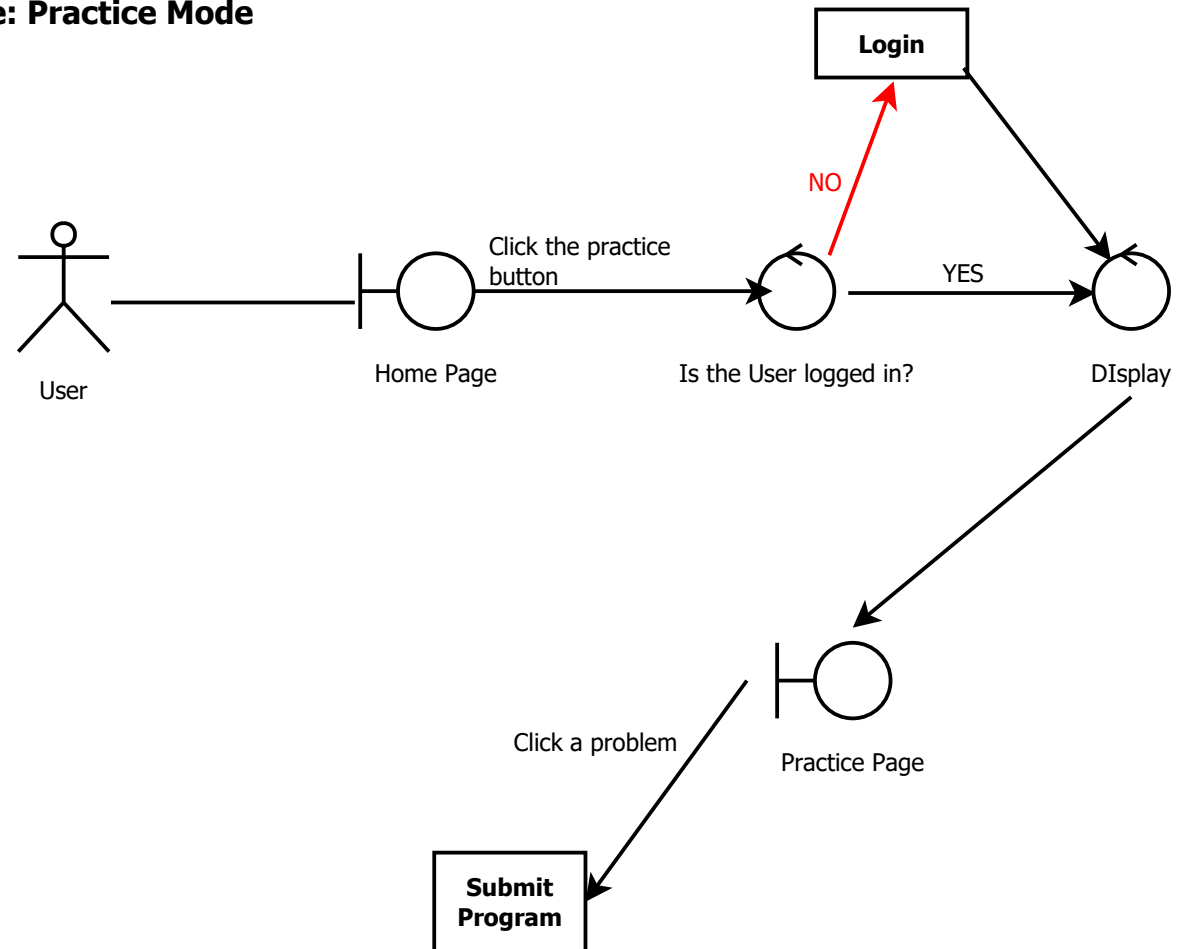 e: Practice Mode
Login
NO
Click the practice
button
YES
User
Home Page
Is the User logged in?
DIsplay
Click a problem
Practice Page
Submit
Program